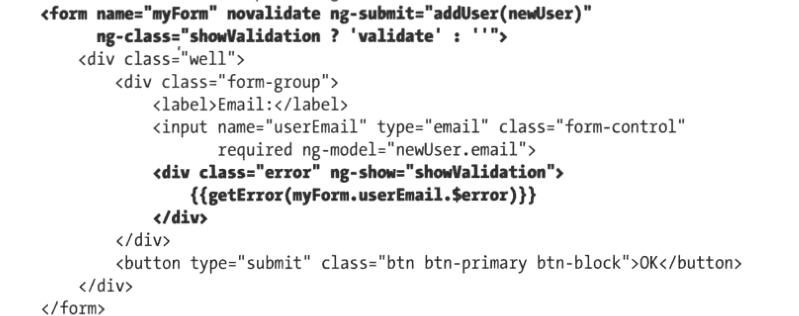 <form name="myForm" novalidate ng-submit="addUser(newUser)"
ng-class="showValidation ? 'validate' : ''">
<div class="well">
<div class="form-group">
<label>Email:</label>
<input name="userEmail" type="email" class="form-control"
required ng-model="newUser.email">
<div class="error" ng-show="showValidation">
{{getError(myForm.userEmail.$error)}}
</div>
</div>
<button type="submit" class="btn btn-primary btn-block">OK</button>
</div>
</form>